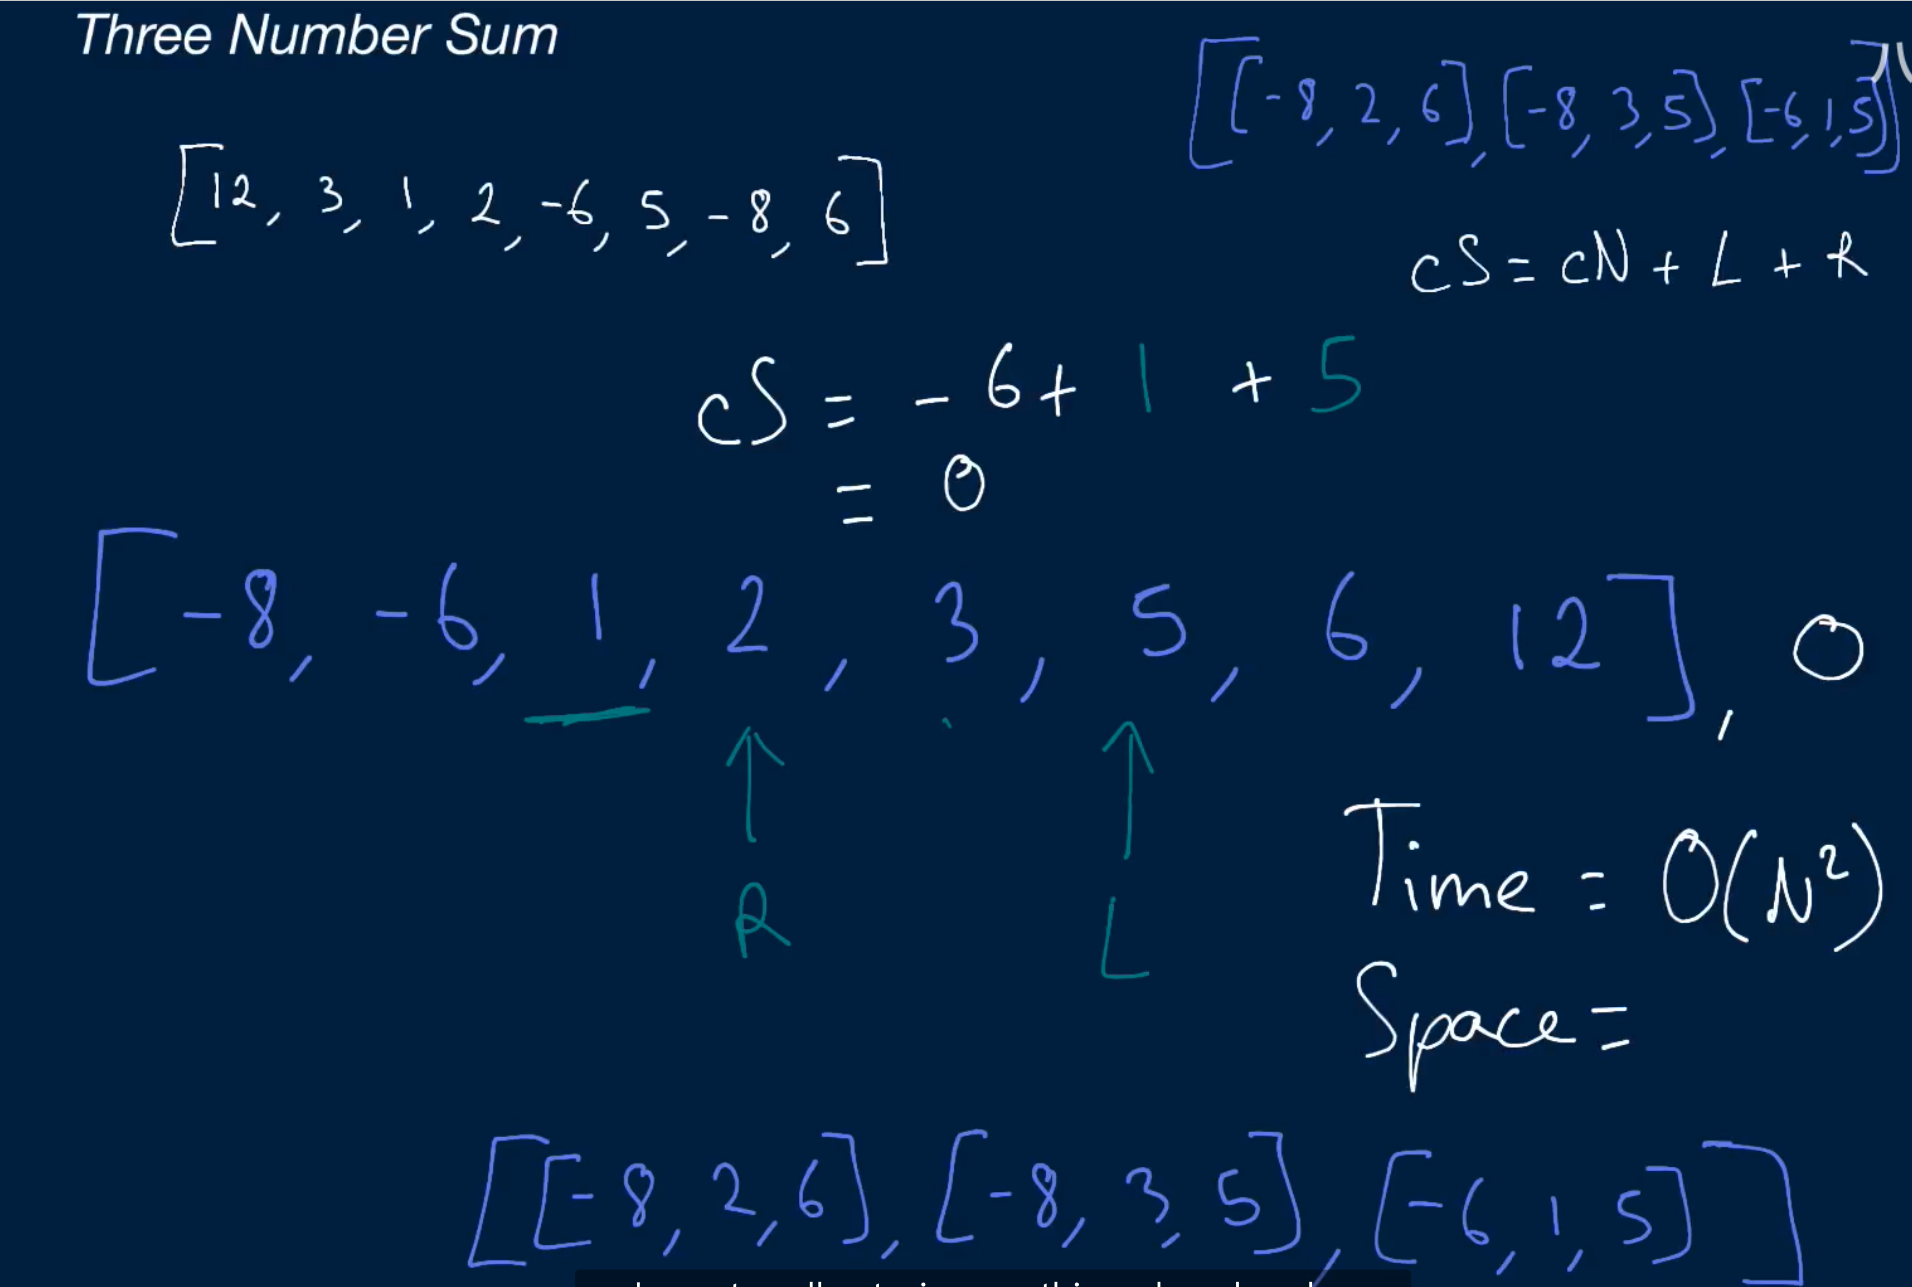 Three Number Sum
[[-8, 2, 6], [-8, 3, 5], [-6, 1, 5]]
[12, 3, 1, 2, -6, 5, -8, 6]
cS = cN + L + R
cS = -6 + 1 + 5
= 0
[-8, -6, 1, 2, 3, 5, 6, 12], 0
R L
Time = O(N²)
Space =
[[-8, 2, 6], [-8, 3, 5], [-6, 1, 5]]